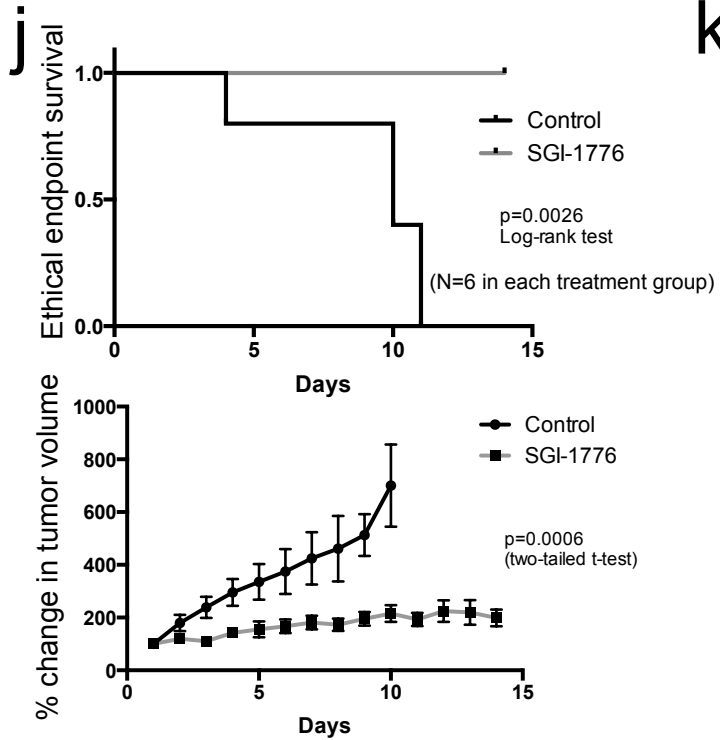 j
k
Ethical endpoint survival
1.0
0.5
0.0
0
5
10
15
Days
Control
SGI-1776
p=0.0026
Log-rank test
(N=6 in each treatment group)
% change in tumor volume
1000
800
600
400
200
0
0
5
10
15
Days
Control
SGI-1776
p=0.0006
(two-tailed t-test)